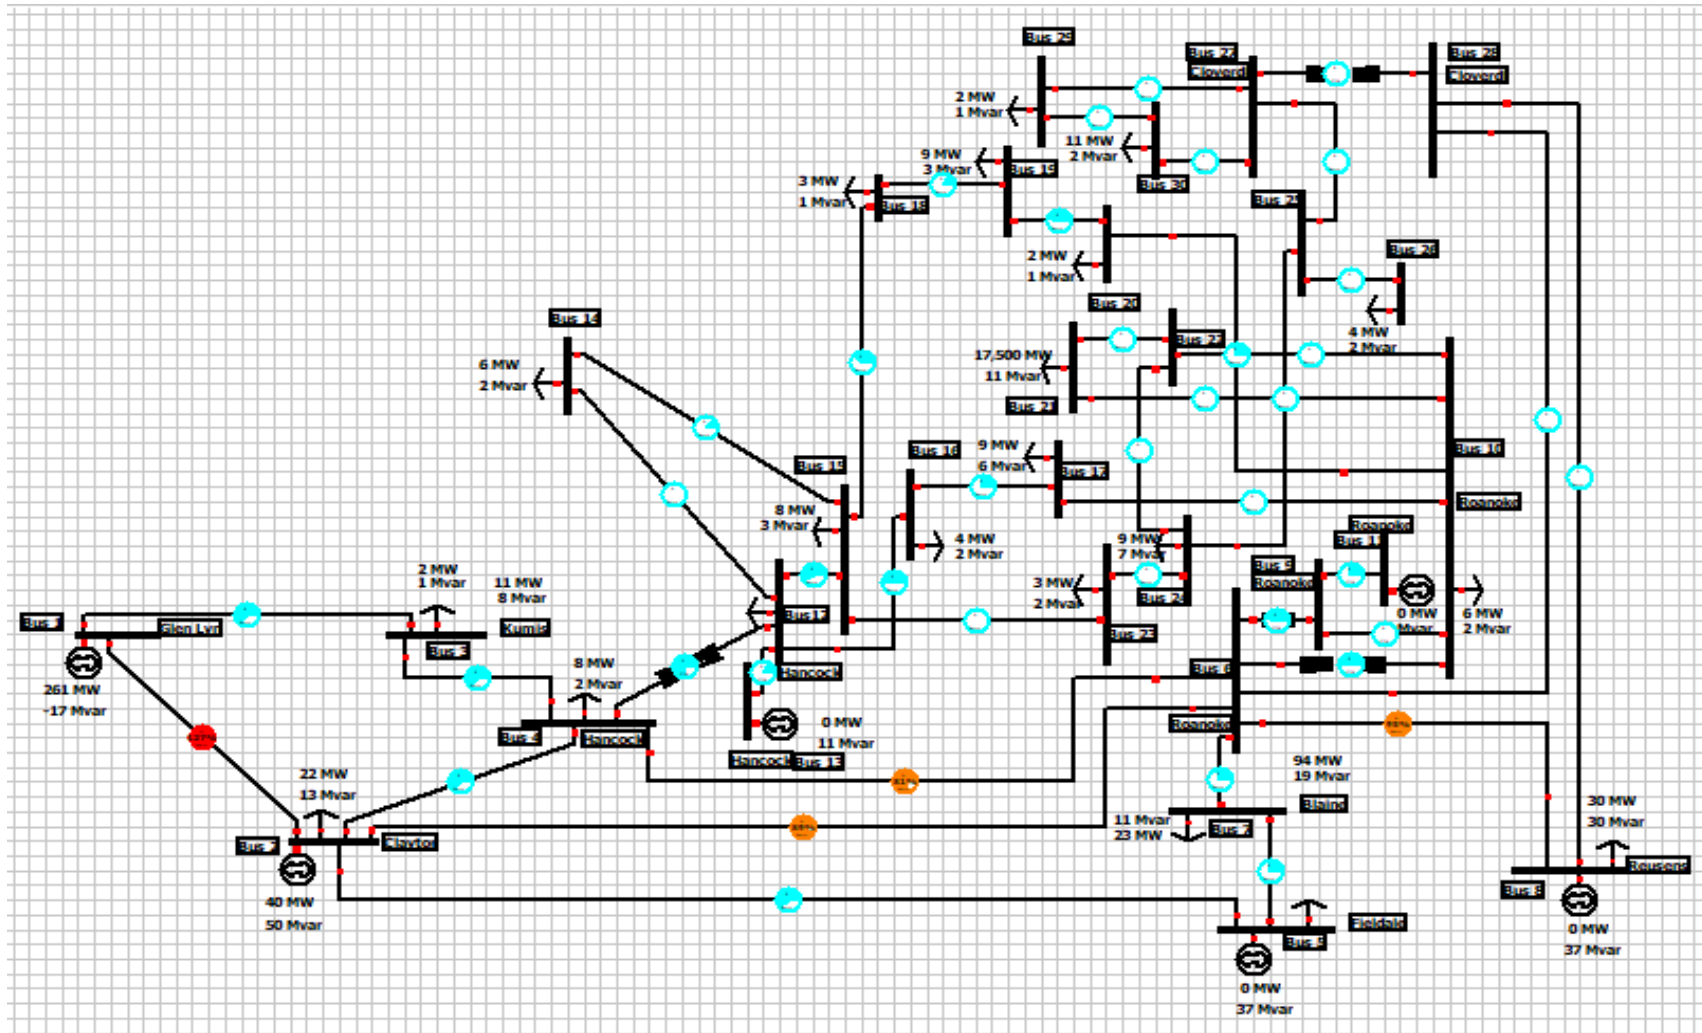 Bus 29
Bus 27
Cloverd
Bus 28
Cloverd
2 MW
1 Mvar
11 MW
2 Mvar
Bus 30
9 MW
3 Mvar
Bus 19
3 MW
1 Mvar
Bus 18
Bus 25
Bus 26
2 MW
1 Mvar
Bus 20
4 MW
2 Mvar
Bus 14
6 MW
2 Mvar
Bus 22
17,500 MW
11 Mvar
Bus 21
Bus 10
Roanoke
Bus 16
9 MW
6 Mvar
Bus 17
Bus 15
8 MW
3 Mvar
4 MW
2 Mvar
9 MW
7 Mvar
Bus 24
3 MW
2 Mvar
Bus 23
Roanoke
Bus 11
Bus 9
Roanoke
0 MW
Mvar
6 MW
2 Mvar
2 MW
1 Mvar
11 MW
8 Mvar
Bus 1
Glen Lyn
Kumis
Bus 3
Bus12
Hancock
261 MW
-17 Mvar
8 MW
2 Mvar
Bus 4
Hancock
0 MW
11 Mvar
Hancock
Bus 13
Bus 6
Roanoke
94 MW
19 Mvar
Blaine
11 Mvar
23 MW
Bus 7
22 MW
13 Mvar
Bus 2
Claytor
40 MW
50 Mvar
30 MW
30 Mvar
Reusens
Bus 8
0 MW
37 Mvar
Fieldale
Bus 5
0 MW
37 Mvar